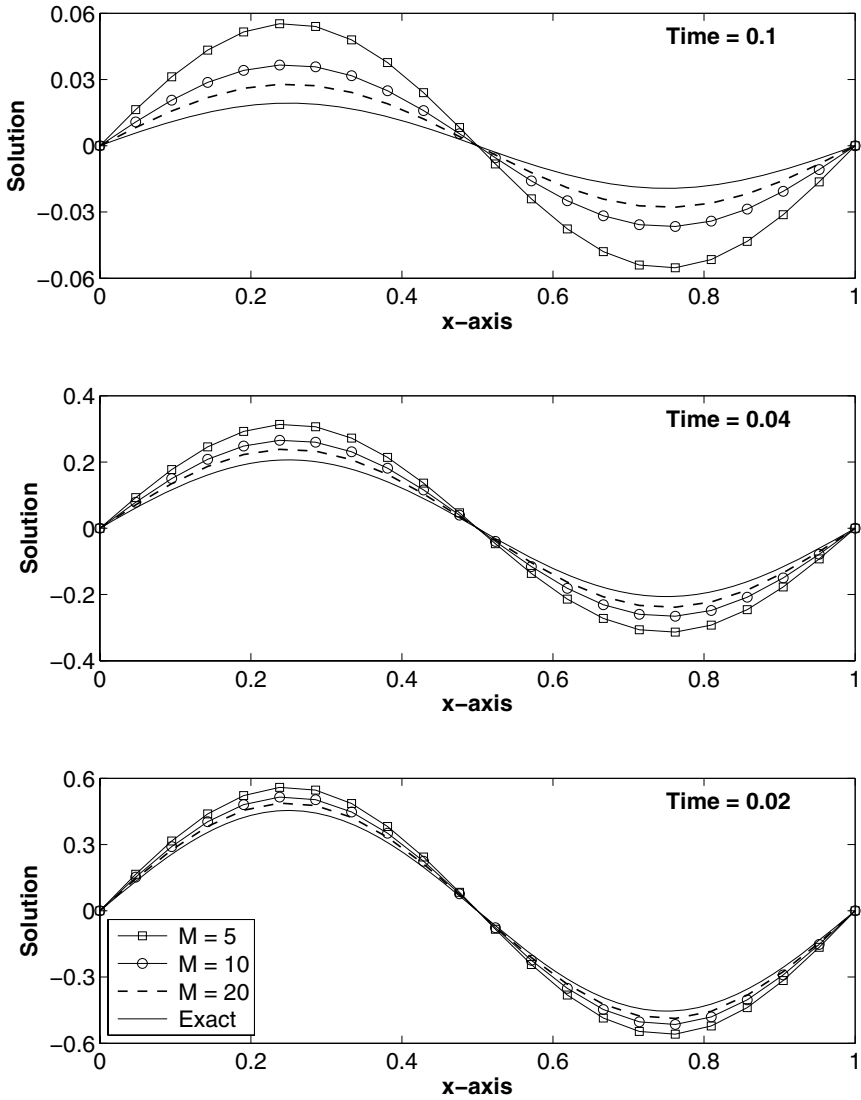 0.06
0.03
0
−0.03
−0.06
Solution
Time = 0.1
0
0.2
0.4
0.6
0.8
1
x−axis
0.4
0.2
0
−0.2
−0.4
Solution
Time = 0.04
0
0.2
0.4
0.6
0.8
1
x−axis
0.6
0.3
0
−0.3
−0.6
Solution
Time = 0.02
M = 5
M = 10
M = 20
Exact
0
0.2
0.4
0.6
0.8
1
x−axis